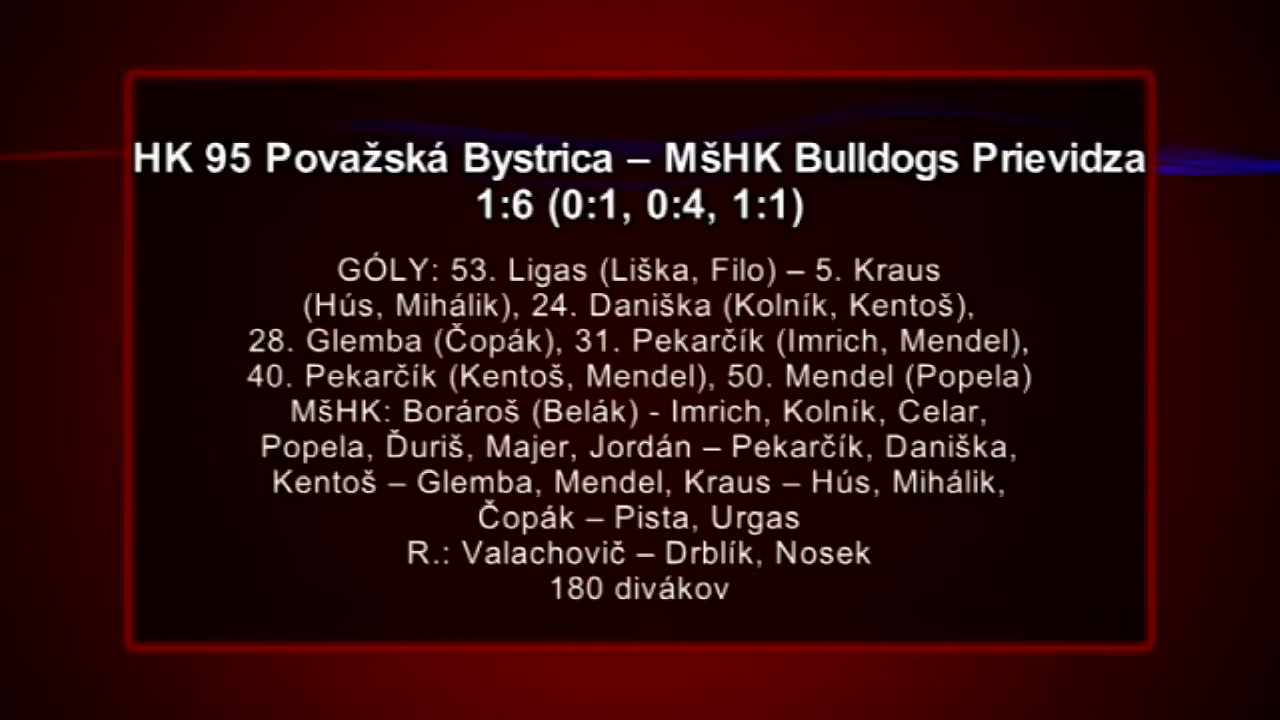 HK 95 Považská Bystrica – MšHK Bulldogs Prievidza
1:6 (0:1, 0:4, 1:1)
GÓLY: 53. Ligas (Liška, Filo) – 5. Kraus
(Hús, Mihálik), 24. Daniška (Kolník, Kentoš),
28. Glemba (Čopák), 31. Pekarčík (Imrich, Mendel),
40. Pekarčík (Kentoš, Mendel), 50. Mendel (Popela)
MšHK: Boráros̆ (Belák) - Imrich, Kolník, Celar,
Popela, Ďuriš, Majer, Jordán – Pekarčík, Daniška,
Kentoš – Glemba, Mendel, Kraus – Hús, Mihálik,
Čopák – Pista, Urgas
R.: Valachovič – Drblík, Nosek
180 divákov